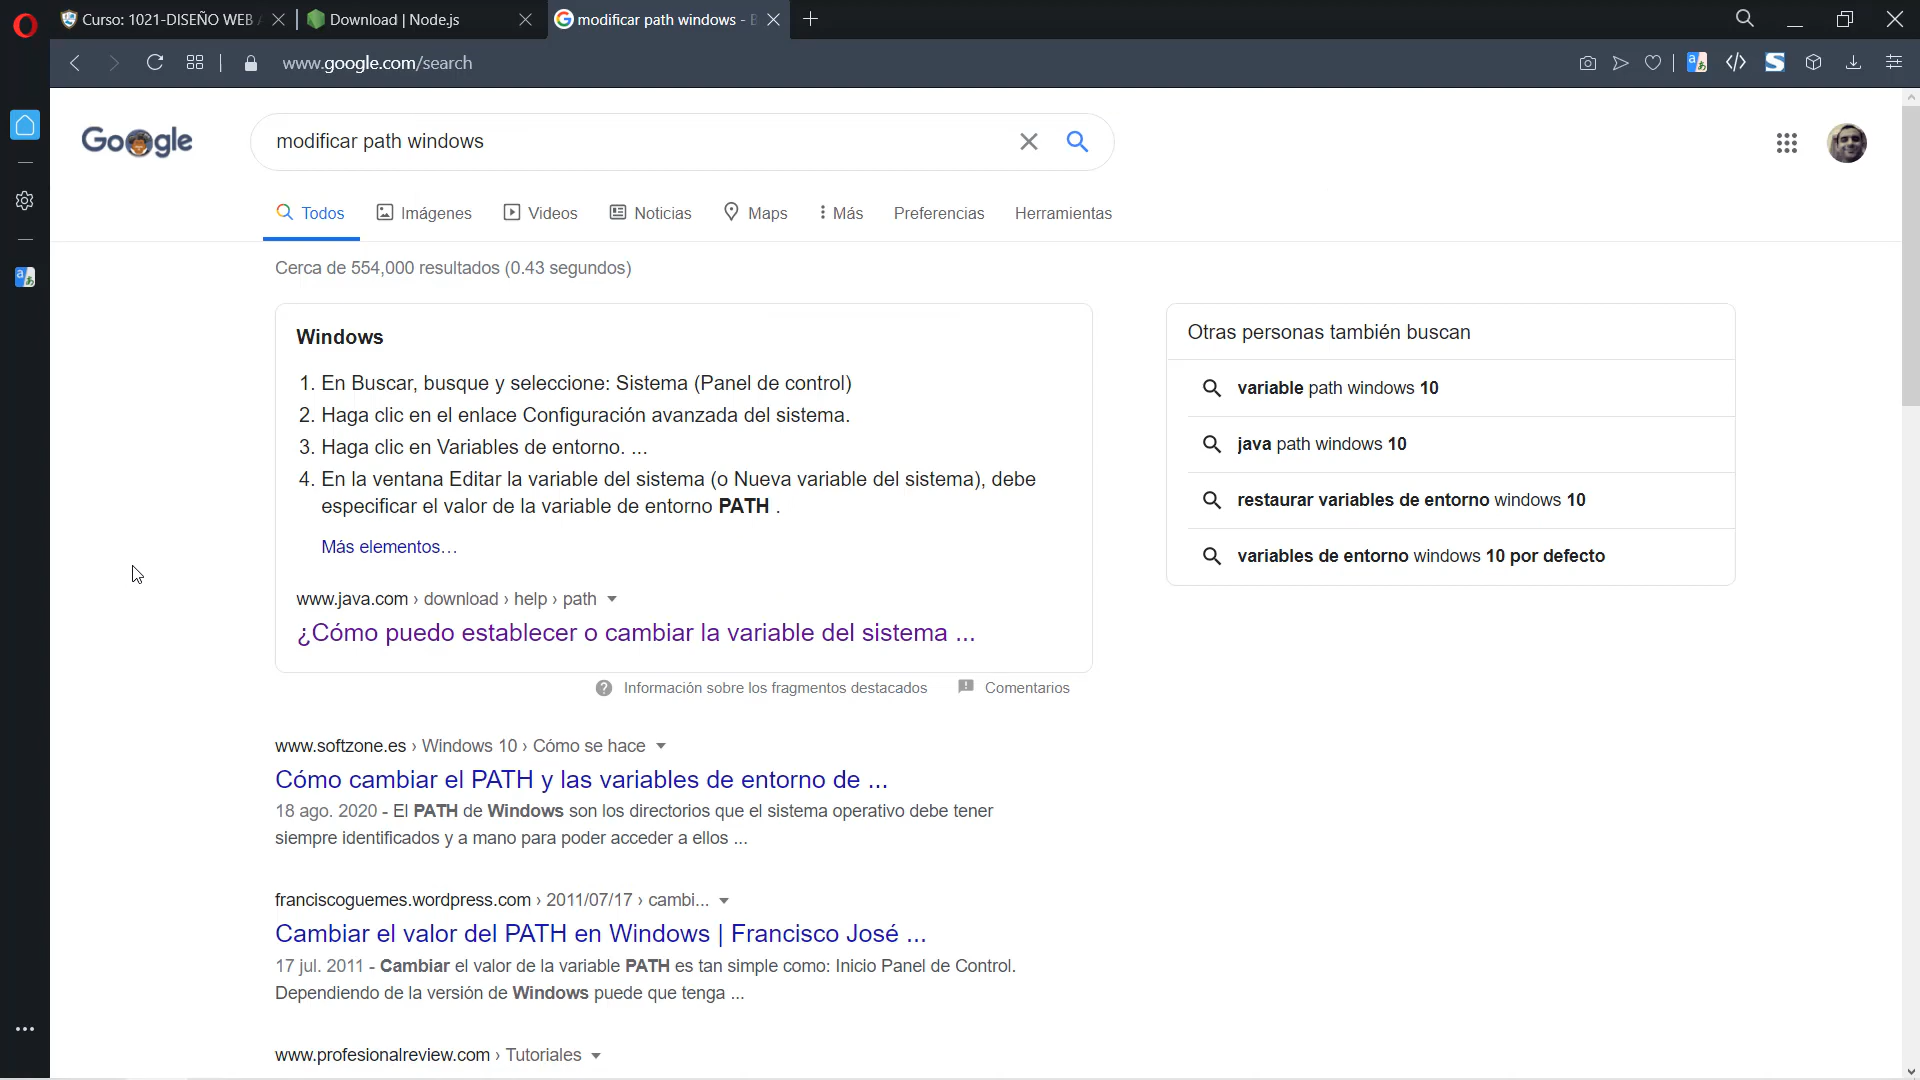 Curso: 1021-DISEÑO WEB
Download | Node.js
modificar path windows -
www.google.com/search
Google
modificar path windows
Todos
Imágenes
Videos
Noticias
Maps
Más
Preferencias
Herramientas
Cerca de 554,000 resultados (0.43 segundos)
Windows
1. En Buscar, busque y seleccione: Sistema (Panel de control)
2. Haga clic en el enlace Configuración avanzada del sistema.
3. Haga clic en Variables de entorno. ...
4. En la ventana Editar la variable del sistema (o Nueva variable del sistema), debe
especificar el valor de la variable de entorno PATH .
Más elementos…
www.java.com › download › help › path
¿Cómo puedo establecer o cambiar la variable del sistema ...
Información sobre los fragmentos destacados
Comentarios
Otras personas también buscan
variable path windows 10
java path windows 10
restaurar variables de entorno windows 10
variables de entorno windows 10 por defecto
www.softzone.es › Windows 10 › Cómo se hace
Cómo cambiar el PATH y las variables de entorno de ...
18 ago. 2020 - El PATH de Windows son los directorios que el sistema operativo debe tener
siempre identificados y a mano para poder acceder a ellos ...
franciscoguemes.wordpress.com › 2011/07/17 › cambi...
Cambiar el valor del PATH en Windows | Francisco José ...
17 jul. 2011 - Cambiar el valor de la variable PATH es tan simple como: Inicio Panel de Control.
Dependiendo de la versión de Windows puede que tenga ...
www.profesionalreview.com › Tutoriales